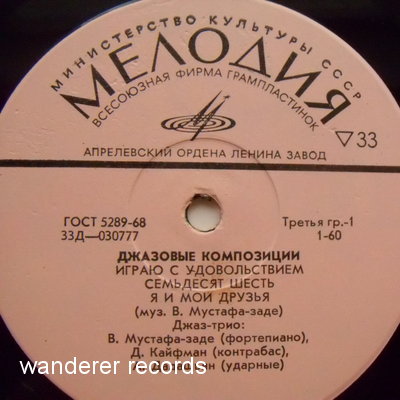 МИНИСТЕРСТВО КУЛЬТУРЫ СССР
МЕЛОДИЯ
ВСЕСОЮЗНАЯ ФИРМА ГРАМПЛАСТИНОК
▽33
АПРЕЛЕВСКИЙ ОРДЕНА ЛЕНИНА ЗАВОД
ГОСТ 5289-68
33Д—030777
Третья гр.-1
1-60
ДЖАЗОВЫЕ КОМПОЗИЦИИ
ИГРАЮ С УДОВОЛЬСТВИЕМ
СЕМЬДЕСЯТ ШЕСТЬ
Я И МОИ ДРУЗЬЯ
(муз. В. Мустафа-заде)
Джаз-трио:
В. Мустафа-заде (фортепиано),
Д. Кайфман (контрабас),
(ударные)
wanderer records